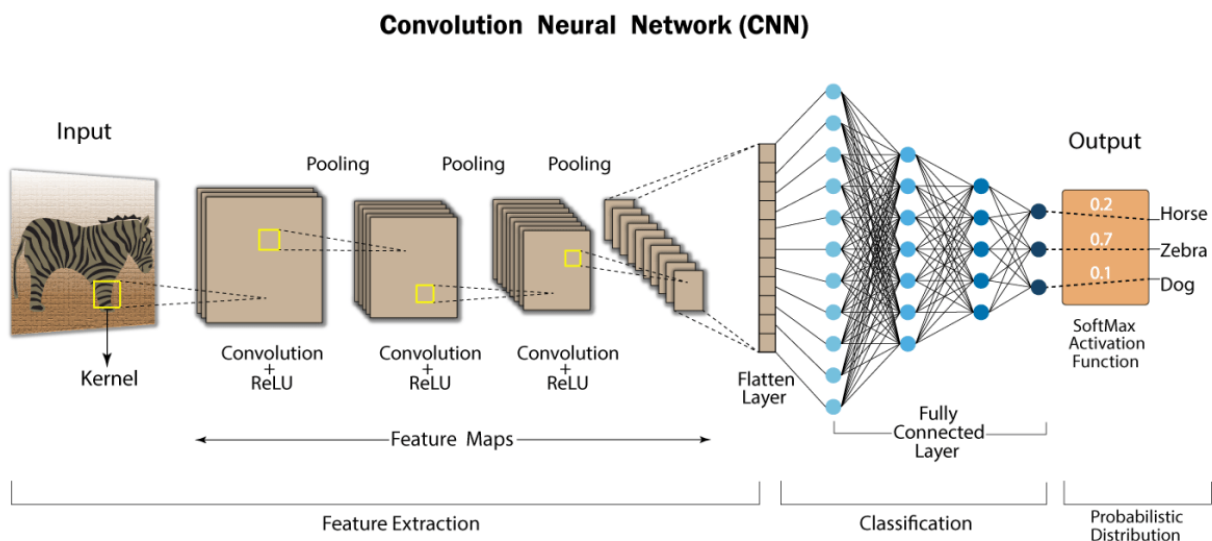 Convolution Neural Network (CNN)
Input
Pooling
Pooling
Pooling
Output
0.2
Horse
0.7
Zebra
0.1
Dog
Kernel
Convolution
+
ReLU
Convolution
+
ReLU
Convolution
+
ReLU
Flatten
Layer
SoftMax
Activation
Function
Fully
Connected
Layer
Feature Maps
Feature Extraction
Classification
Probabilistic
Distribution